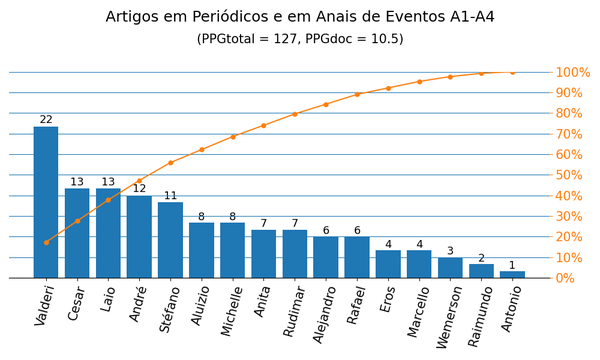 Artigos em Periódicos e em Anais de Eventos A1-A4
(PPGtotal = 127, PPGdoc = 10.5)
22
13
13
12
11
8
8
7
7
6
6
4
4
3
2
1
100%
90%
80%
70%
60%
50%
40%
30%
20%
10%
0%
Valderi
Cesar
Laio
André
Stéfano
Aluizio
Michelle
Anita
Rudimar
Alejandro
Rafael
Eros
Marcello
Wemerson
Raimundo
Antonio